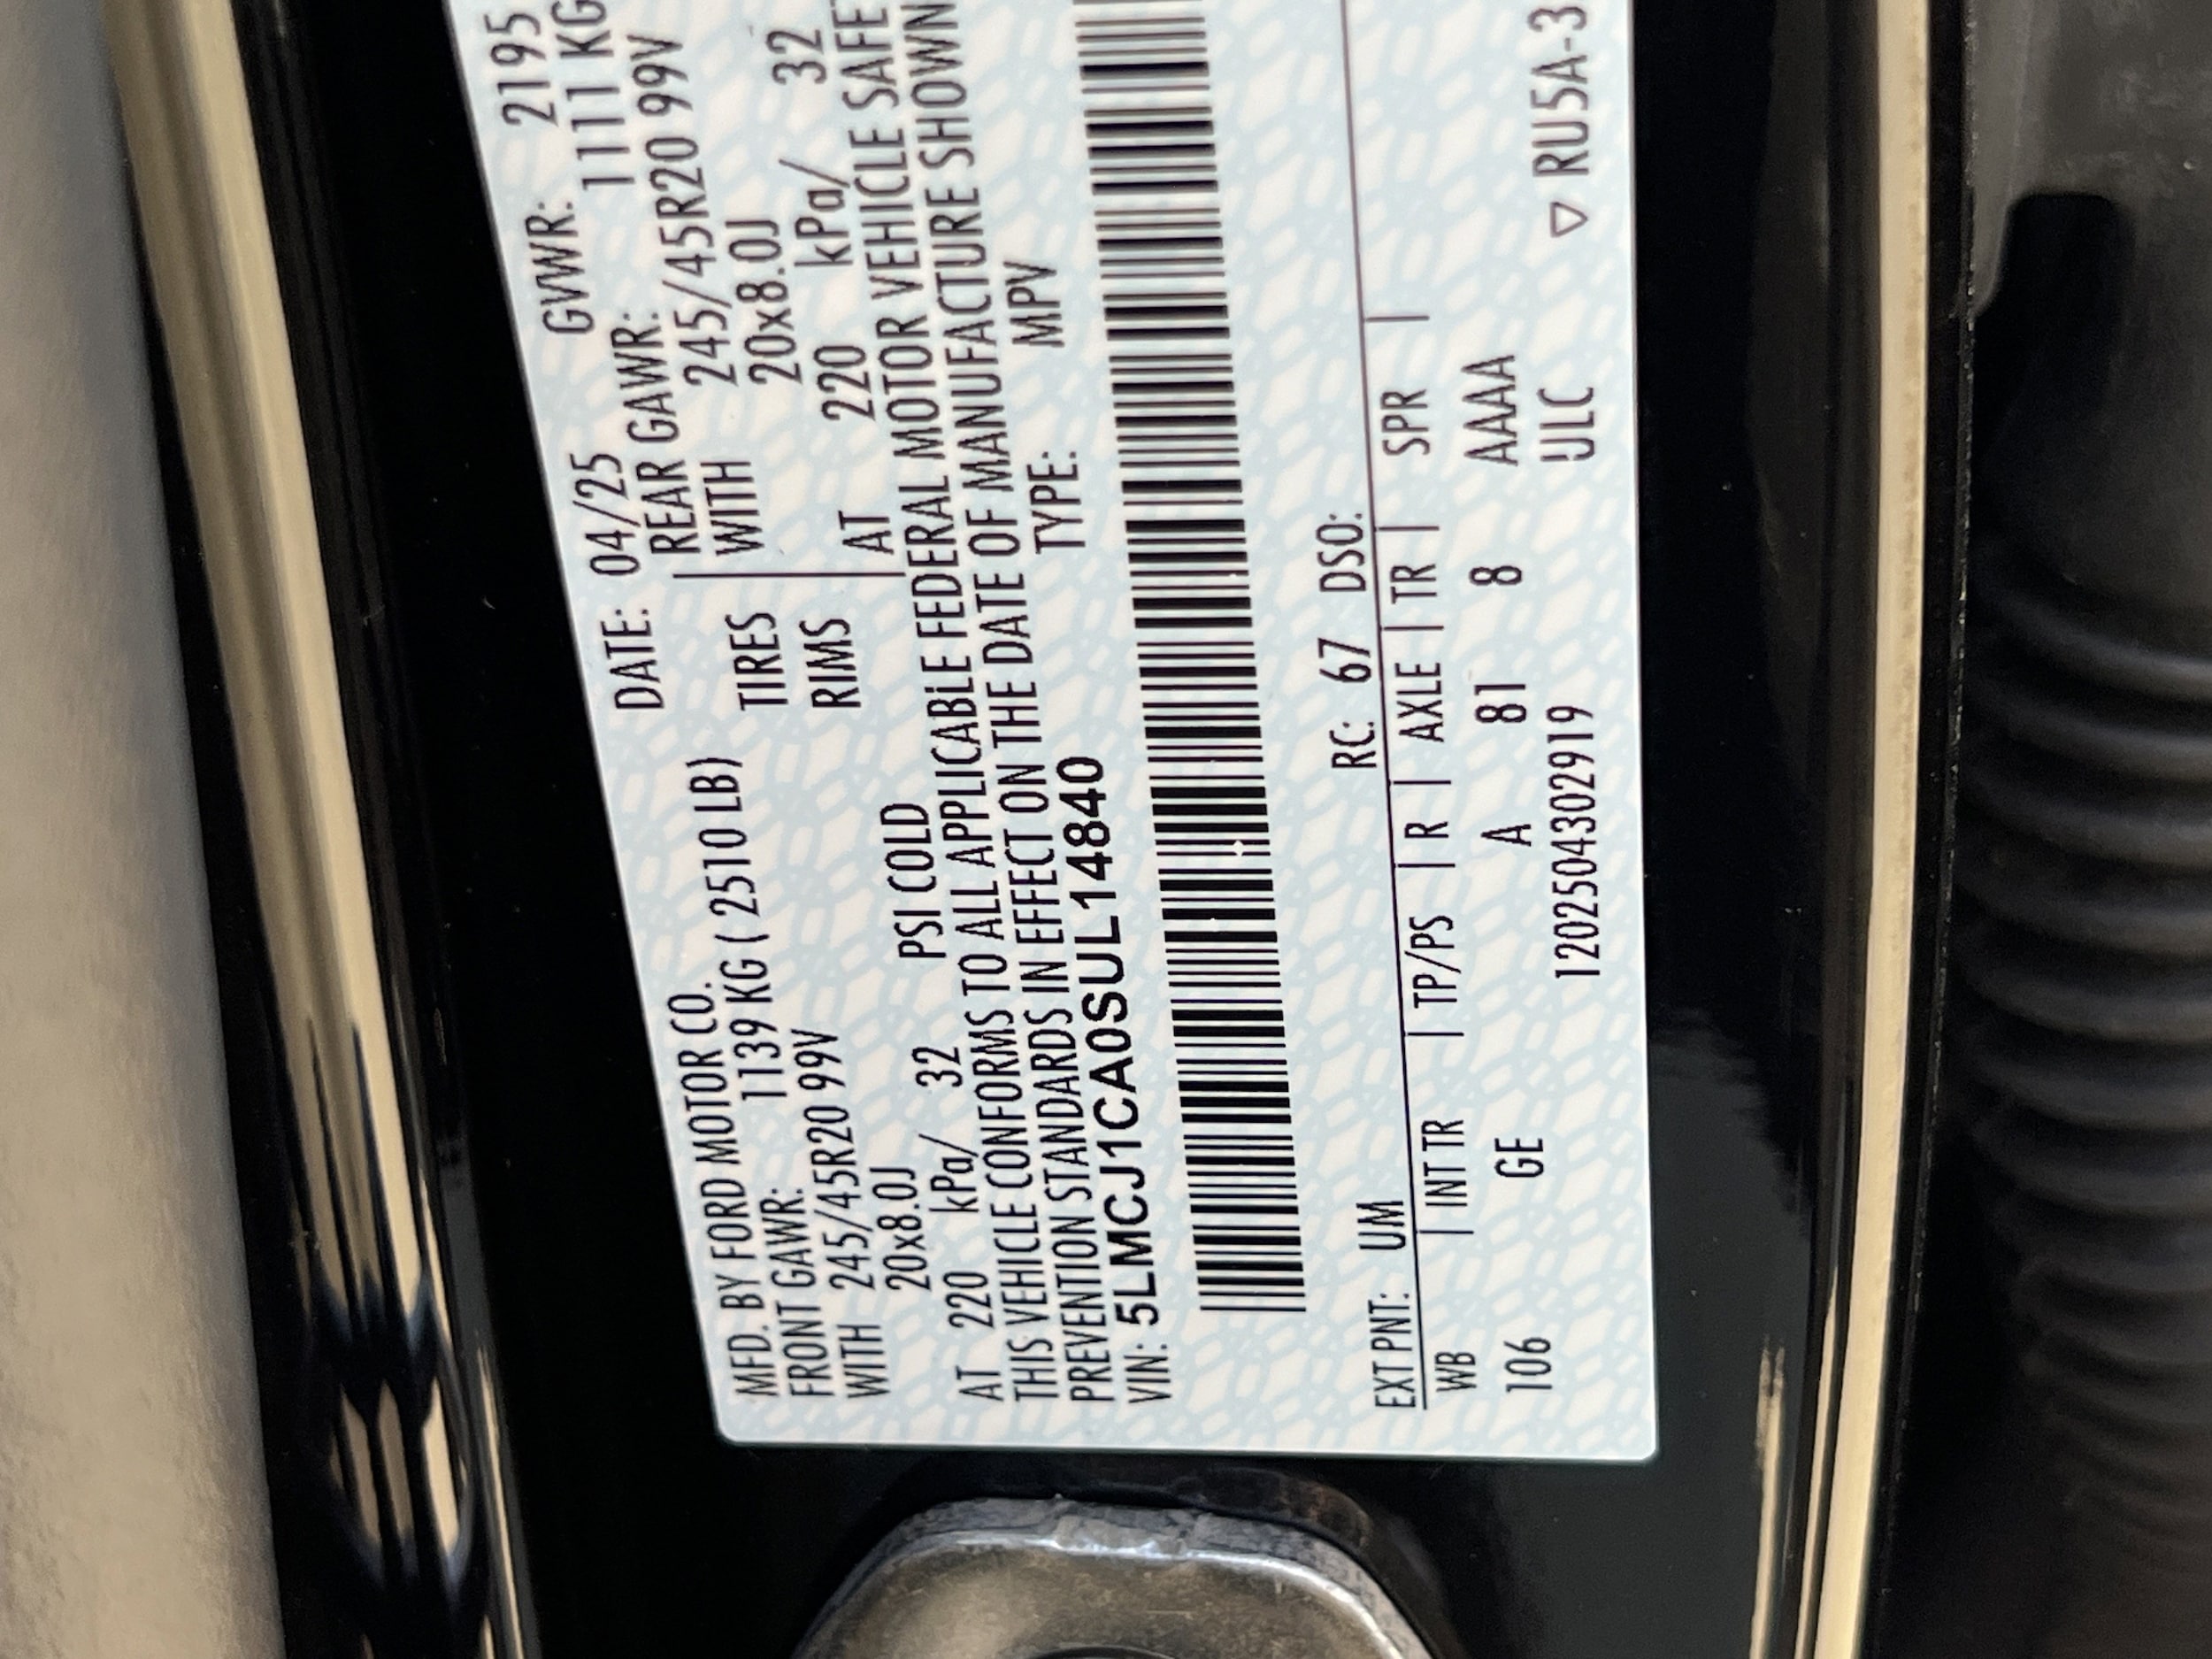 MFD. BY FORD MOTOR CO. DATE: 04/25 GVWR: 2195
FRONT GAWR: 1139 KG ( 2510 LB) REAR GAWR: 1111 KG
WITH 245/45R20 99V TIRES WITH 245/45R20 99V
20x8.0J RIMS 20x8.0J
AT 220 kPa/ 32 PSI COLD AT 220 kPa/ 32
THIS VEHICLE CONFORMS TO ALL APPLICABLE FEDERAL MOTOR VEHICLE SAFE
PREVENTION STANDARDS IN EFFECT ON THE DATE OF MANUFACTURE SHOWN
VIN: 5LMCJ1CA0SUL14840 TYPE: MPV
EXT PNT: UM RC: 67 DSO:
WB | INT TR | TP/PS | R | AXLE | TR | SPR |
106 GE A 81 8 AAAA
1202504302919 ULC ▽ RU5A-3